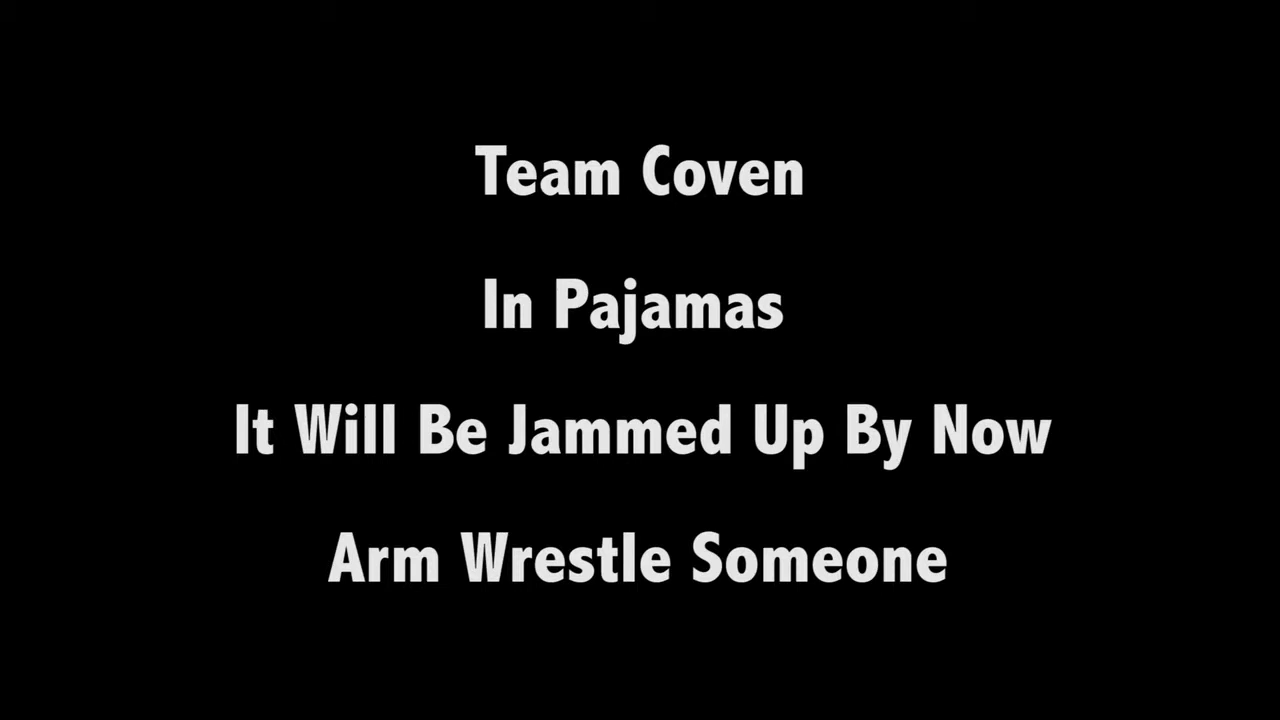 Team Coven
In Pajamas
It Will Be Jammed Up By Now
Arm Wrestle Someone